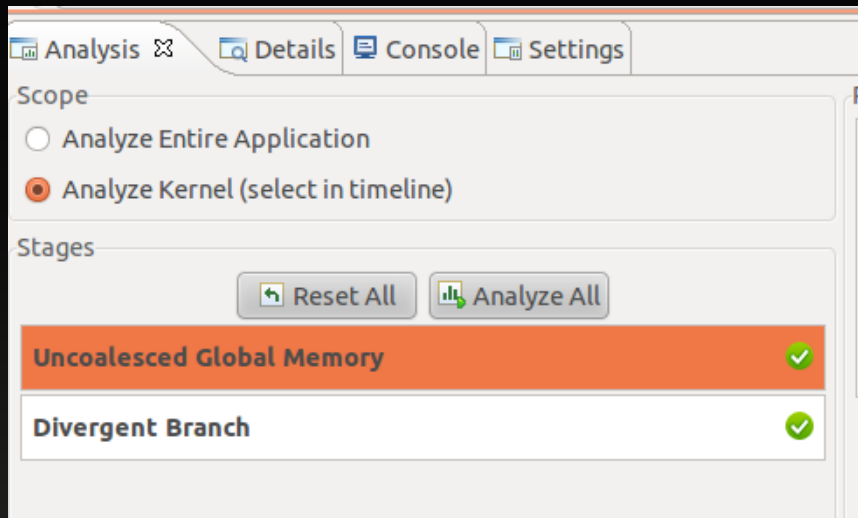 Analysis Details Console Settings
Scope
Analyze Entire Application
Analyze Kernel (select in timeline)
Stages
Reset All Analyze All
Uncoalesced Global Memory
Divergent Branch